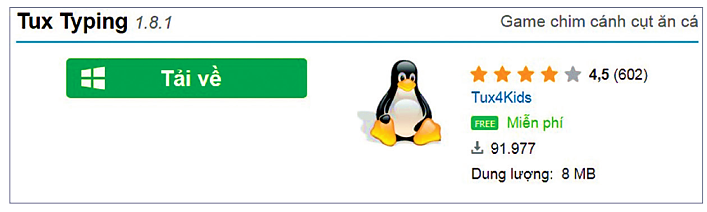 Tux Typing 1.8.1
Game chim cánh cụt ăn cá
Tải về
4,5 (602)
Tux4Kids
FREE Miễn phí
91.977
Dung lượng: 8 MB